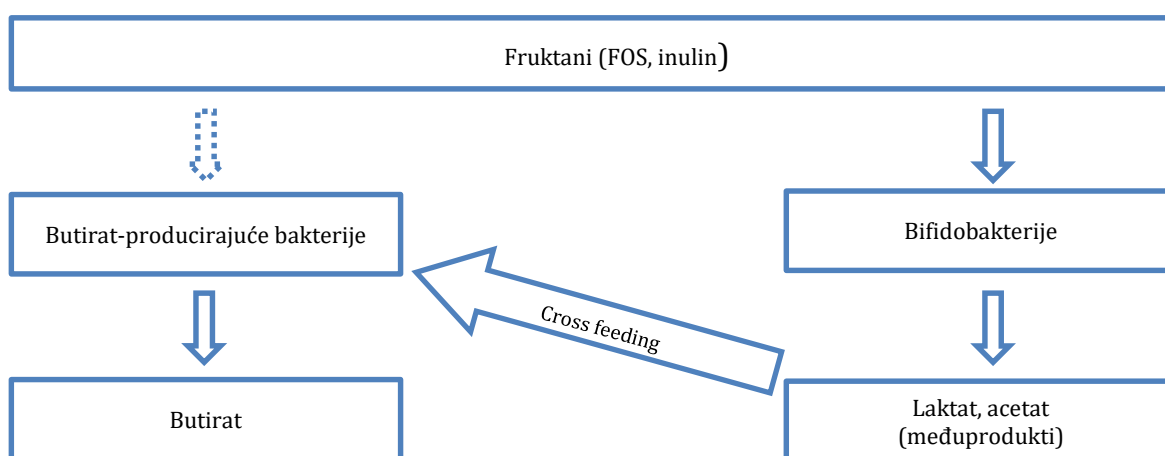 Fruktani (FOS, inulin)
Butirat-producirajuće bakterije
Bifidobakterije
Cross feeding
Butirat
Laktat, acetat
(međuprodukti)